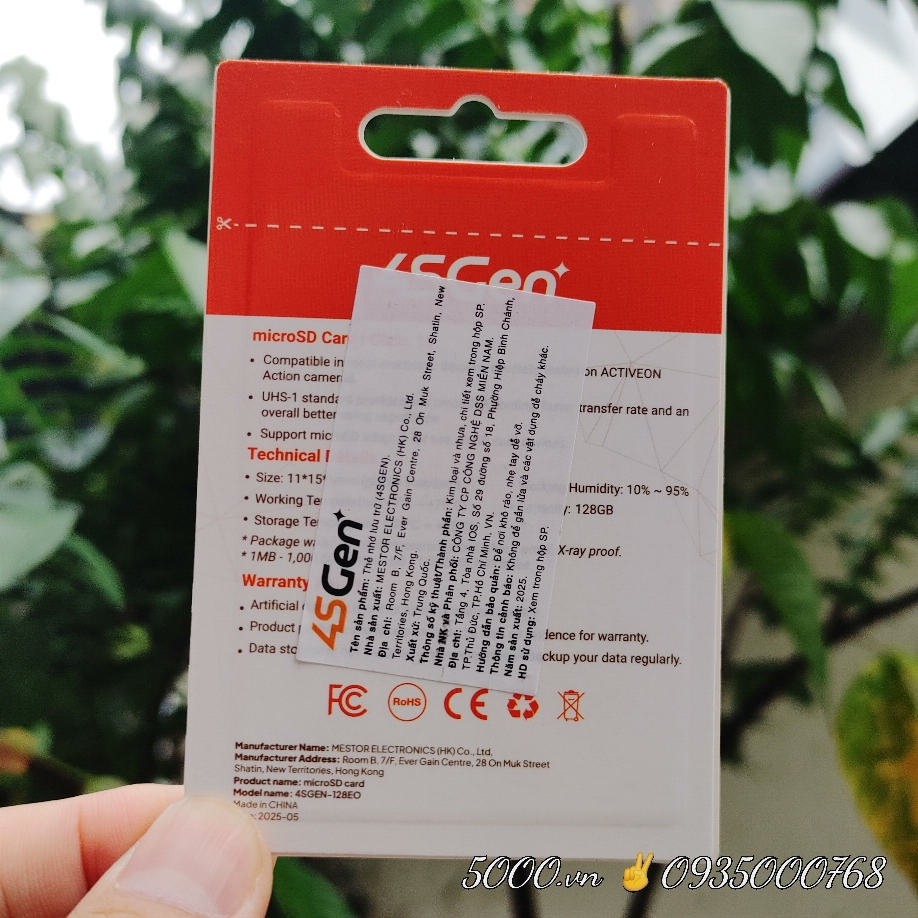 4SGen
microSD Car
• Compatible in on ACTIVEON
Action camera
• UHS-1 standa transfer rate and an
overall better
• Support mic
Technical
• Size: 11*15 Humidity: 10% ~ 95%
• Working Te : 128GB
• Storage Te
* Package wa X-ray proof.
* 1MB - 1,00
Warranty
• Artificial
• Product dence for warranty.
• Data sto ckup your data regularly.
4SGen
Tên sản phẩm: Thẻ nhớ lưu trữ (4SGEN).
Nhà sản xuất: MESTOR ELECTRONICS (HK) Co., Ltd.
Địa chỉ: Room B, 7/F, Ever Gain Centre, 28 On Muk Street, Shatin, New
Territories, Hong Kong.
Xuất xứ: Trung Quốc.
Thông số kỹ thuật/Thành phần: Kim loại và nhựa, chi tiết xem trong hộp SP.
Nhà NK và Phân phối: CÔNG TY CP CÔNG NGHỆ DSS MIỀN NAM.
Địa chỉ: Tầng 4, Tòa nhà IOS, Số 29 đường số 18, Phường Hiệp Bình Chánh,
TP.Thủ Đức, TP.Hồ Chí Minh, VN.
Hướng dẫn bảo quản: Để nơi khô ráo, nhẹ tay dễ vỡ.
Thông tin cảnh báo: Không để gần lửa và các vật dụng dễ cháy khác.
Năm sản xuất: 2025.
HD sử dụng: Xem trong hộp SP.
FC
RoHS
CE
Manufacturer Name: MESTOR ELECTRONICS (HK) Co., Ltd,
Manufacturer Address: Room B, 7/F, Ever Gain Centre, 28 On Muk Street
Shatin, New Territories, Hong Kong
Product name: microSD card
Model name: 4SGEN-128EO
Made in CHINA
: 2025-05
5000.vn ✌️0935000768